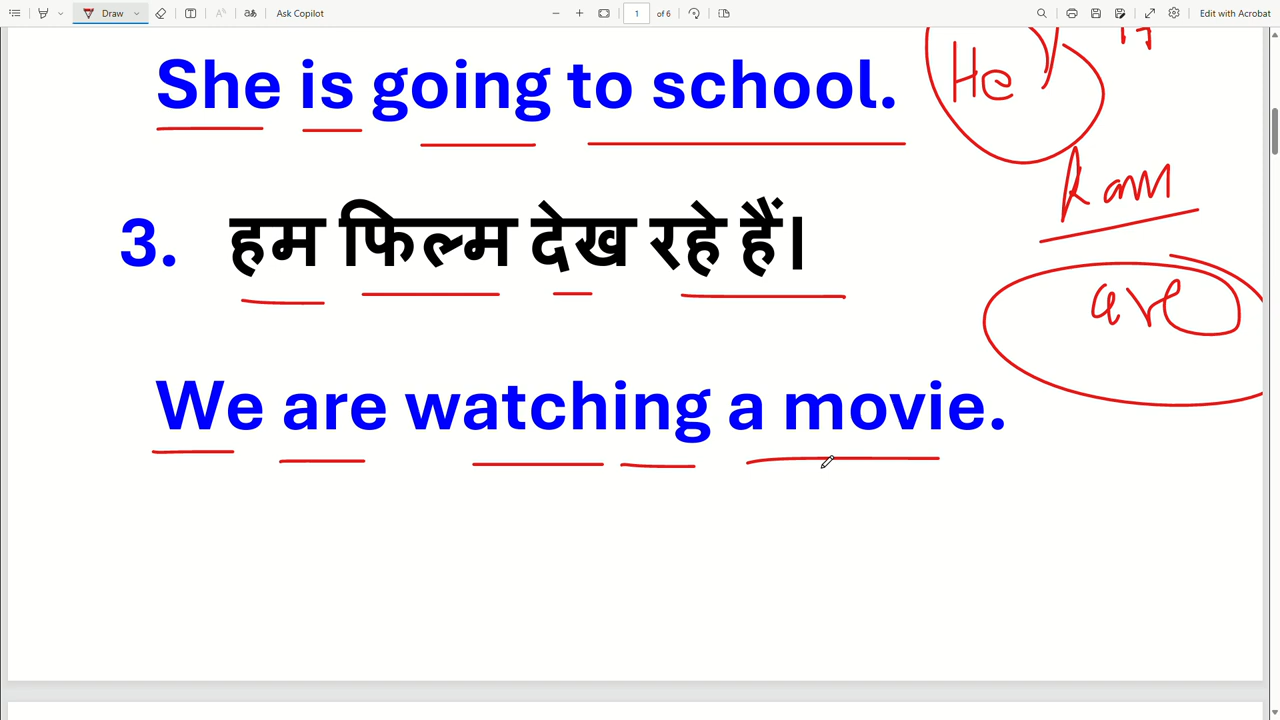 Draw
Ask Copilot
1 of 6
Edit with Acrobat
She is going to school.
He
Ram
3. हम फिल्म देख रहे हैं।
are
We are watching a movie.